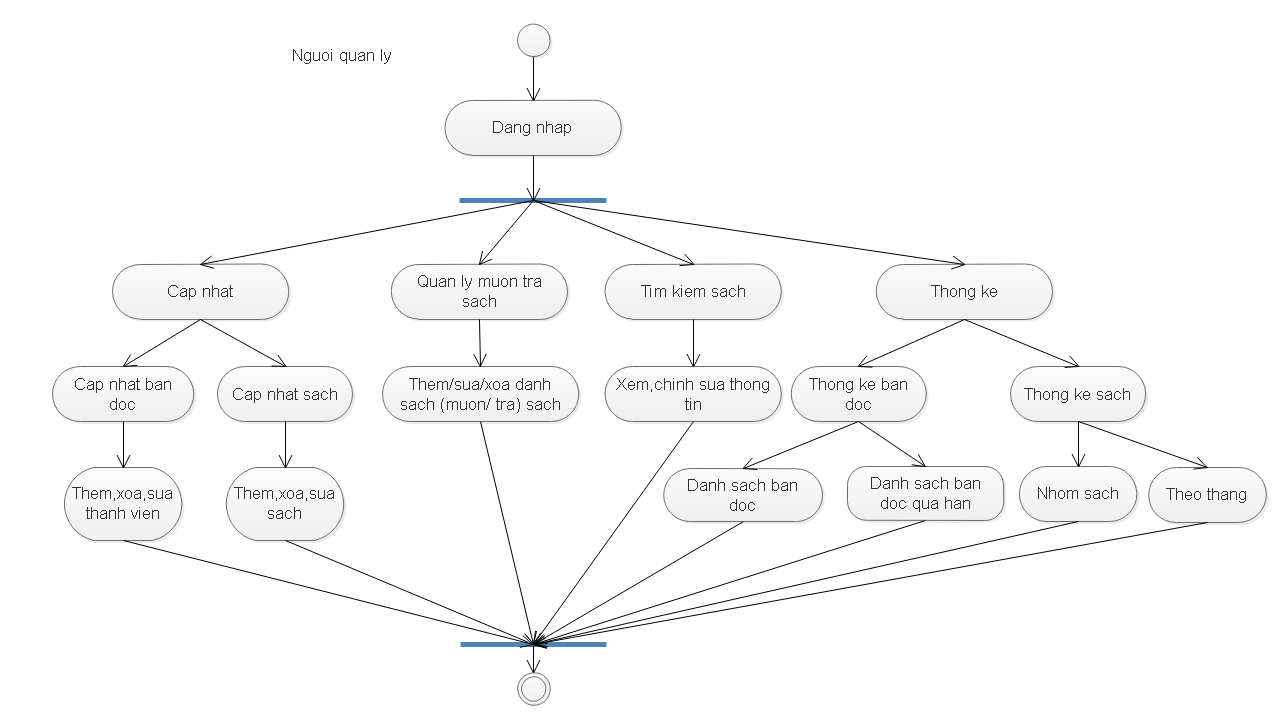 Nguoi quan ly
Dang nhap
Cap nhat
Quan ly muon tra
sach
Tim kiem sach
Thong ke
Cap nhat ban
doc
Cap nhat sach
Them/sua/xoa danh
sach (muon/ tra) sach
Xem,chinh sua thong
tin
Thong ke ban
doc
Thong ke sach
Them,xoa,sua
thanh vien
Them,xoa,sua
sach
Danh sach ban
doc
Danh sach ban
doc qua han
Nhom sach
Theo thang